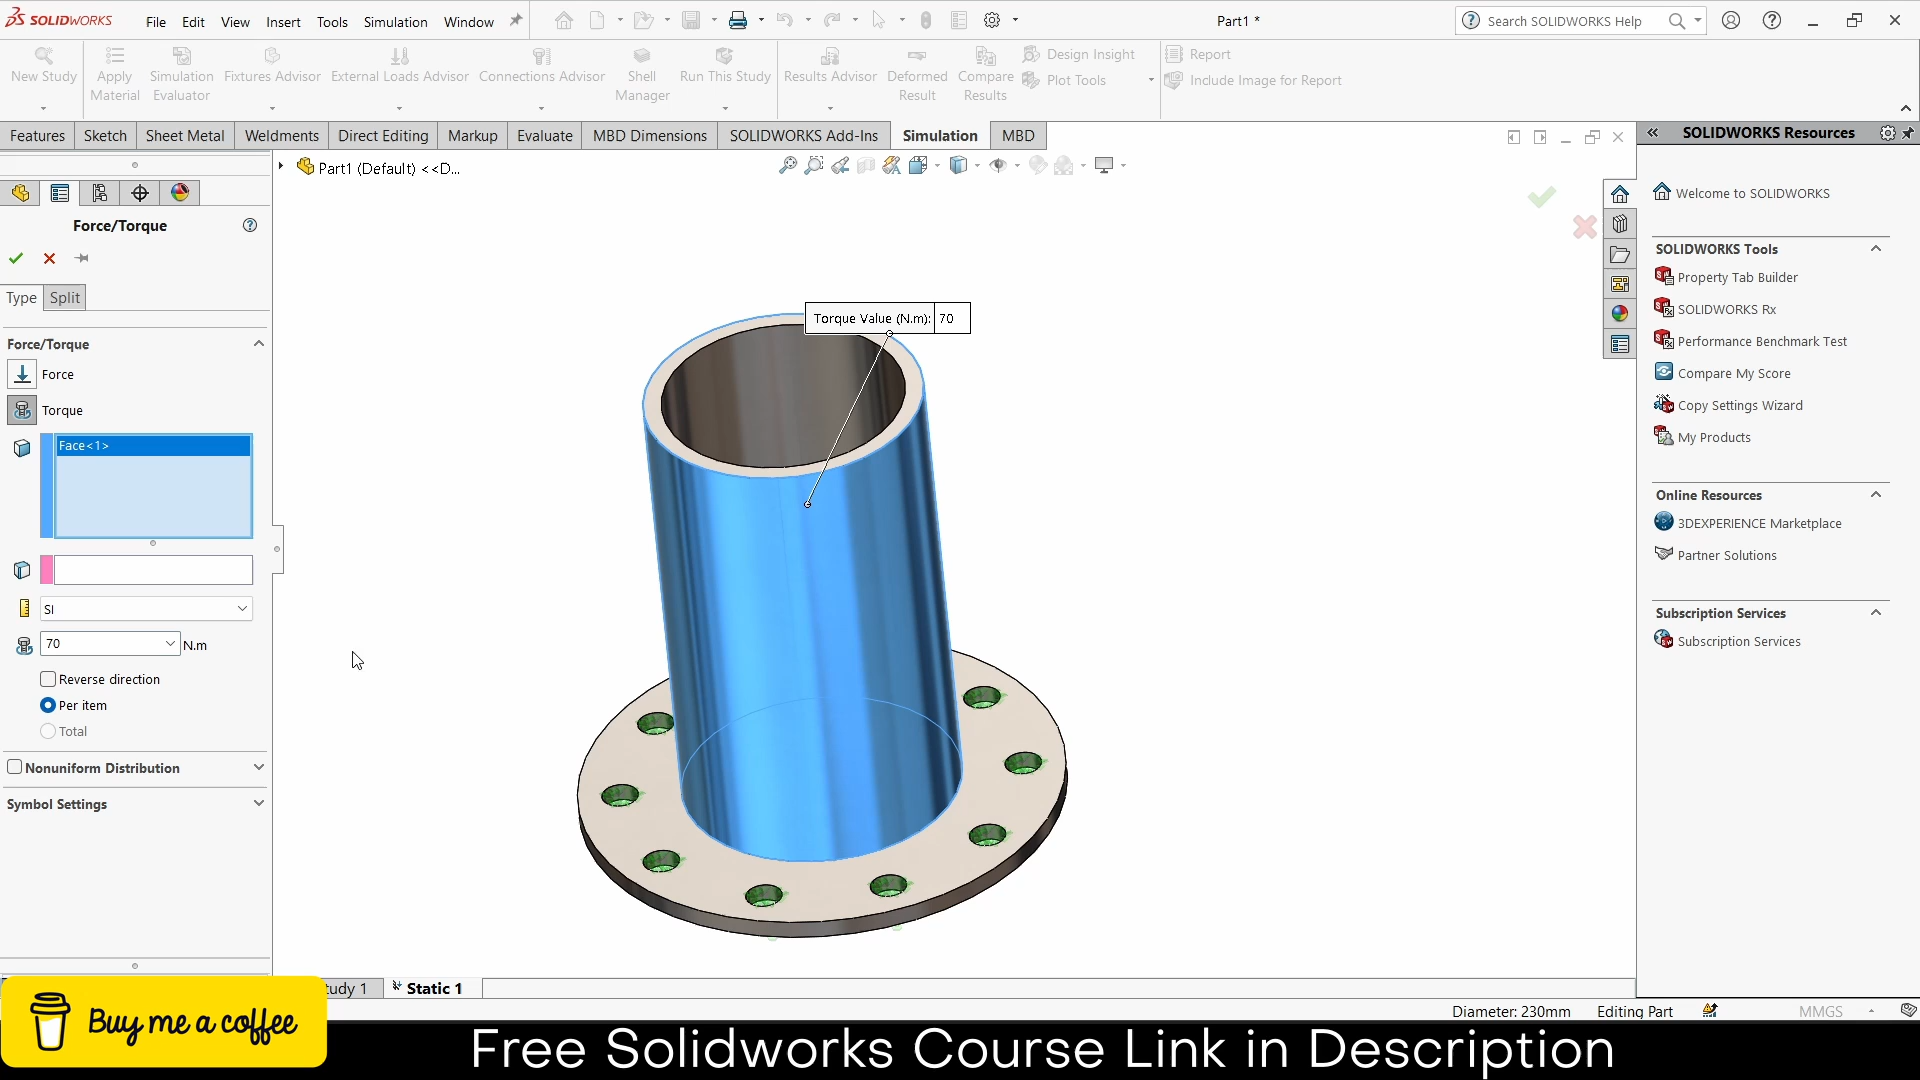 SOLIDWORKS File Edit View Insert Tools Simulation Window Part1 * Search SOLIDWORKS Help
New Study Apply Material Simulation Evaluator Fixtures Advisor External Loads Advisor Connections Advisor Shell Manager Run This Study Results Advisor Deformed Result Compare Results Design Insight Plot Tools Report Include Image for Report
Features Sketch Sheet Metal Weldments Direct Editing Markup Evaluate MBD Dimensions SOLIDWORKS Add-Ins Simulation MBD
Part1 (Default) <<D...
Force/Torque
Type Split
Force/Torque
Force
Torque
Face<1>
SI
70 N.m
Reverse direction
Per item
Total
Nonuniform Distribution
Symbol Settings
Torque Value (N.m): 70
SOLIDWORKS Resources
Welcome to SOLIDWORKS
SOLIDWORKS Tools
Property Tab Builder
SOLIDWORKS Rx
Performance Benchmark Test
Compare My Score
Copy Settings Wizard
My Products
Online Resources
3DEXPERIENCE Marketplace
Partner Solutions
Subscription Services
Subscription Services
tudy 1 Static 1
Diameter: 230mm Editing Part MMGS
Buy me a coffee
Free Solidworks Course Link in Description